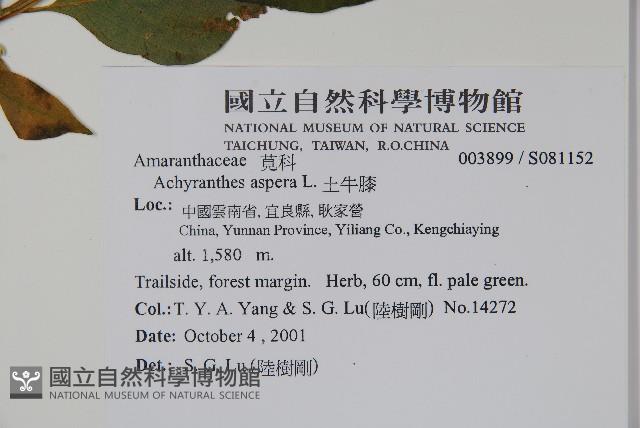 國立自然科學博物館
NATIONAL MUSEUM OF NATURAL SCIENCE
TAICHUNG, TAIWAN, R.O.CHINA
Amaranthaceae 莧科 003899 / S081152
Achyranthes aspera L. 土牛膝
Loc.: 中國雲南省, 宜良縣, 耿家營
China, Yunnan Province, Yiliang Co., Kengchiaying
alt. 1,580 m.
Trailside, forest margin. Herb, 60 cm, fl. pale green.
Col.: T. Y. A. Yang & S. G. Lu(陸樹剛) No.14272
Date: October 4 , 2001
Det.: S. G. Lu (陸樹剛)
國立自然科學博物館
NATIONAL MUSEUM OF NATURAL SCIENCE